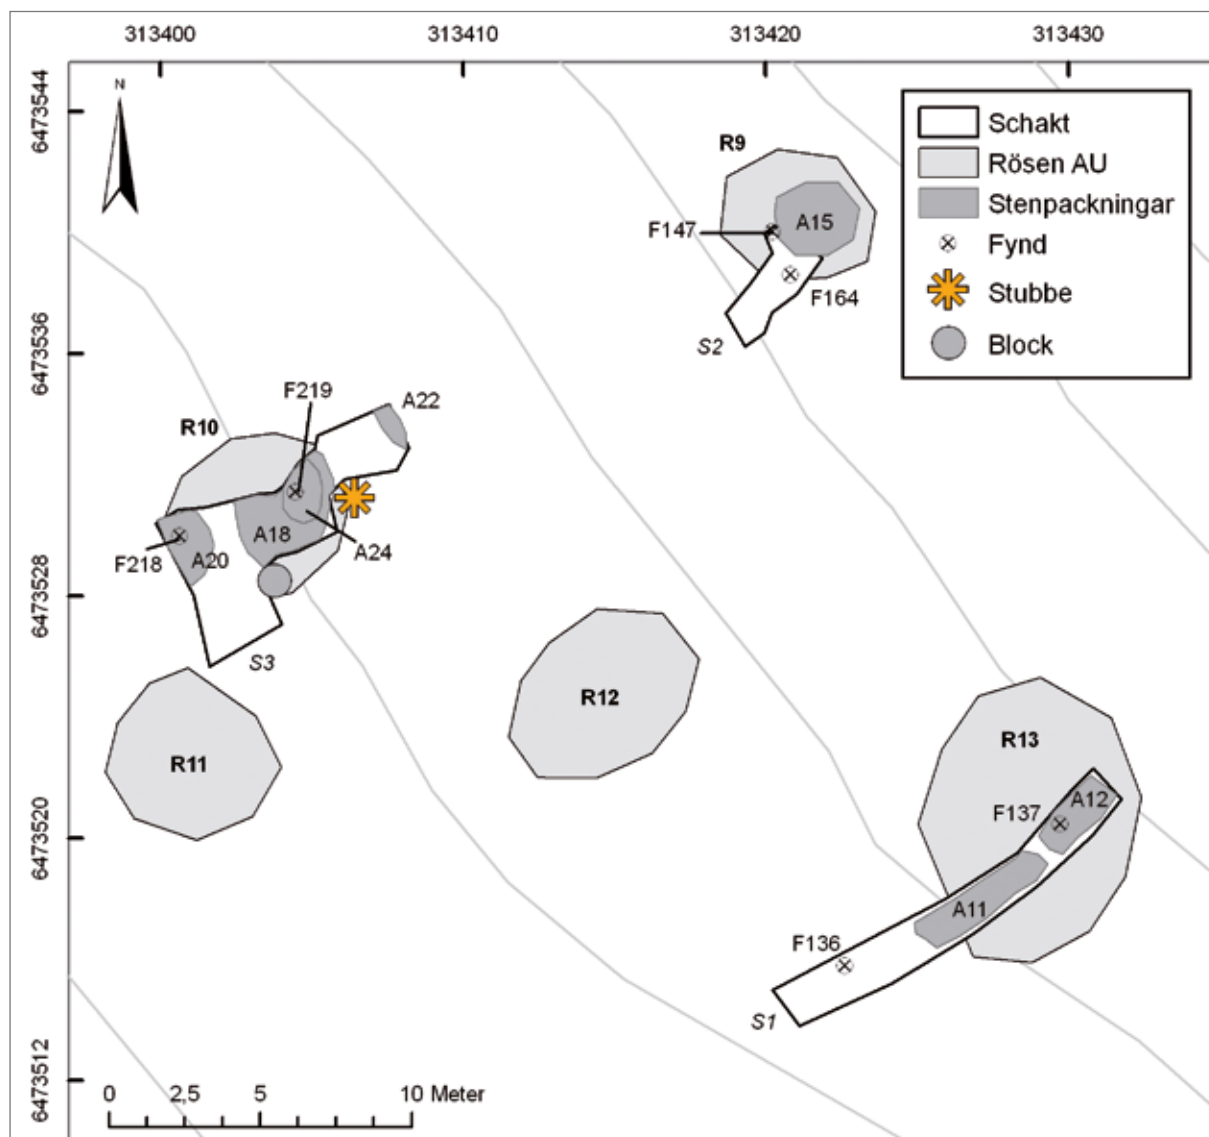 313400 313410 313420 313430
6473544
6473536
6473528
6473520
6473512
N
Schakt
Rösen AU
Stenpackningar
Fynd
Stubbe
Block
R9
A15
F147
F164
S2
F219
A22
R10
A18
A24
F218
A20
S3
R11
R12
R13
F137
A12
A11
F136
S1
0 2,5 5 10 Meter